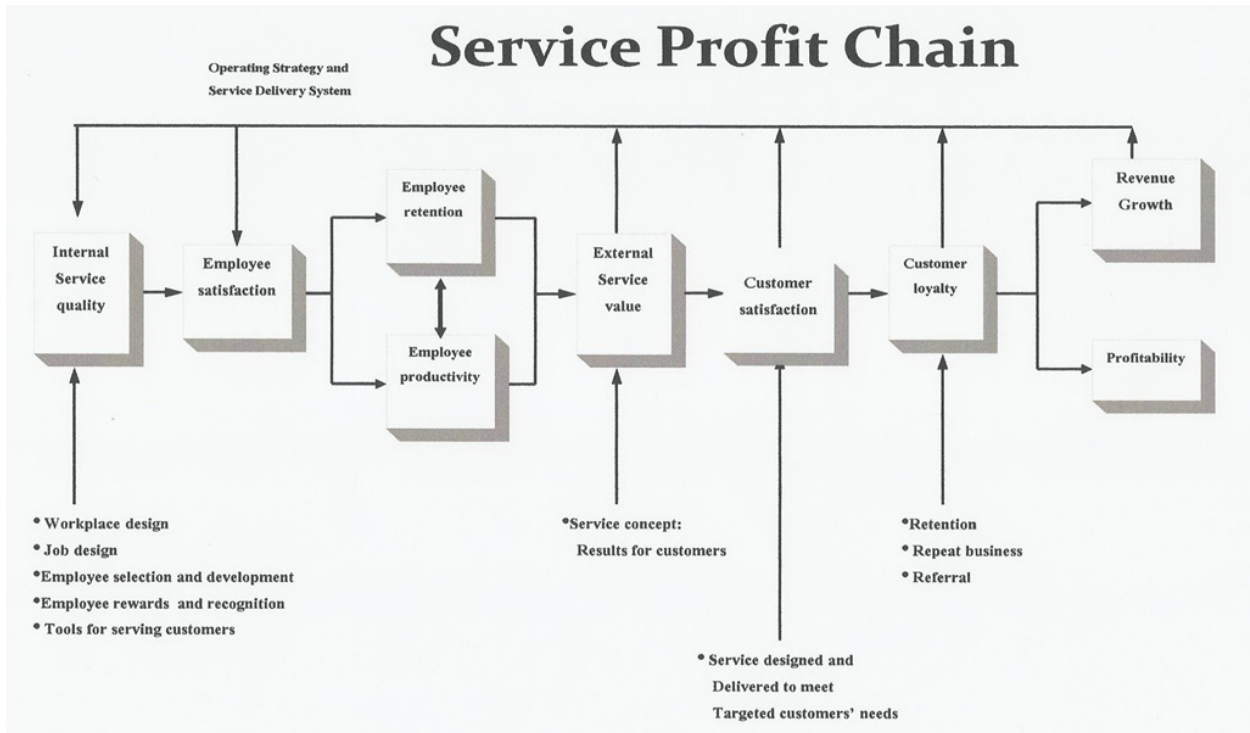 Service Profit Chain
Operating Strategy and
Service Delivery System
Internal
Service
quality
Employee
satisfaction
Employee
retention
Employee
productivity
External
Service
value
Customer
satisfaction
Customer
loyalty
Revenue
Growth
Profitability
• Workplace design
• Job design
•Employee selection and development
•Employee rewards and recognition
• Tools for serving customers
•Service concept:
Results for customers
• Service designed and
Delivered to meet
Targeted customers' needs
•Retention
• Repeat business
• Referral